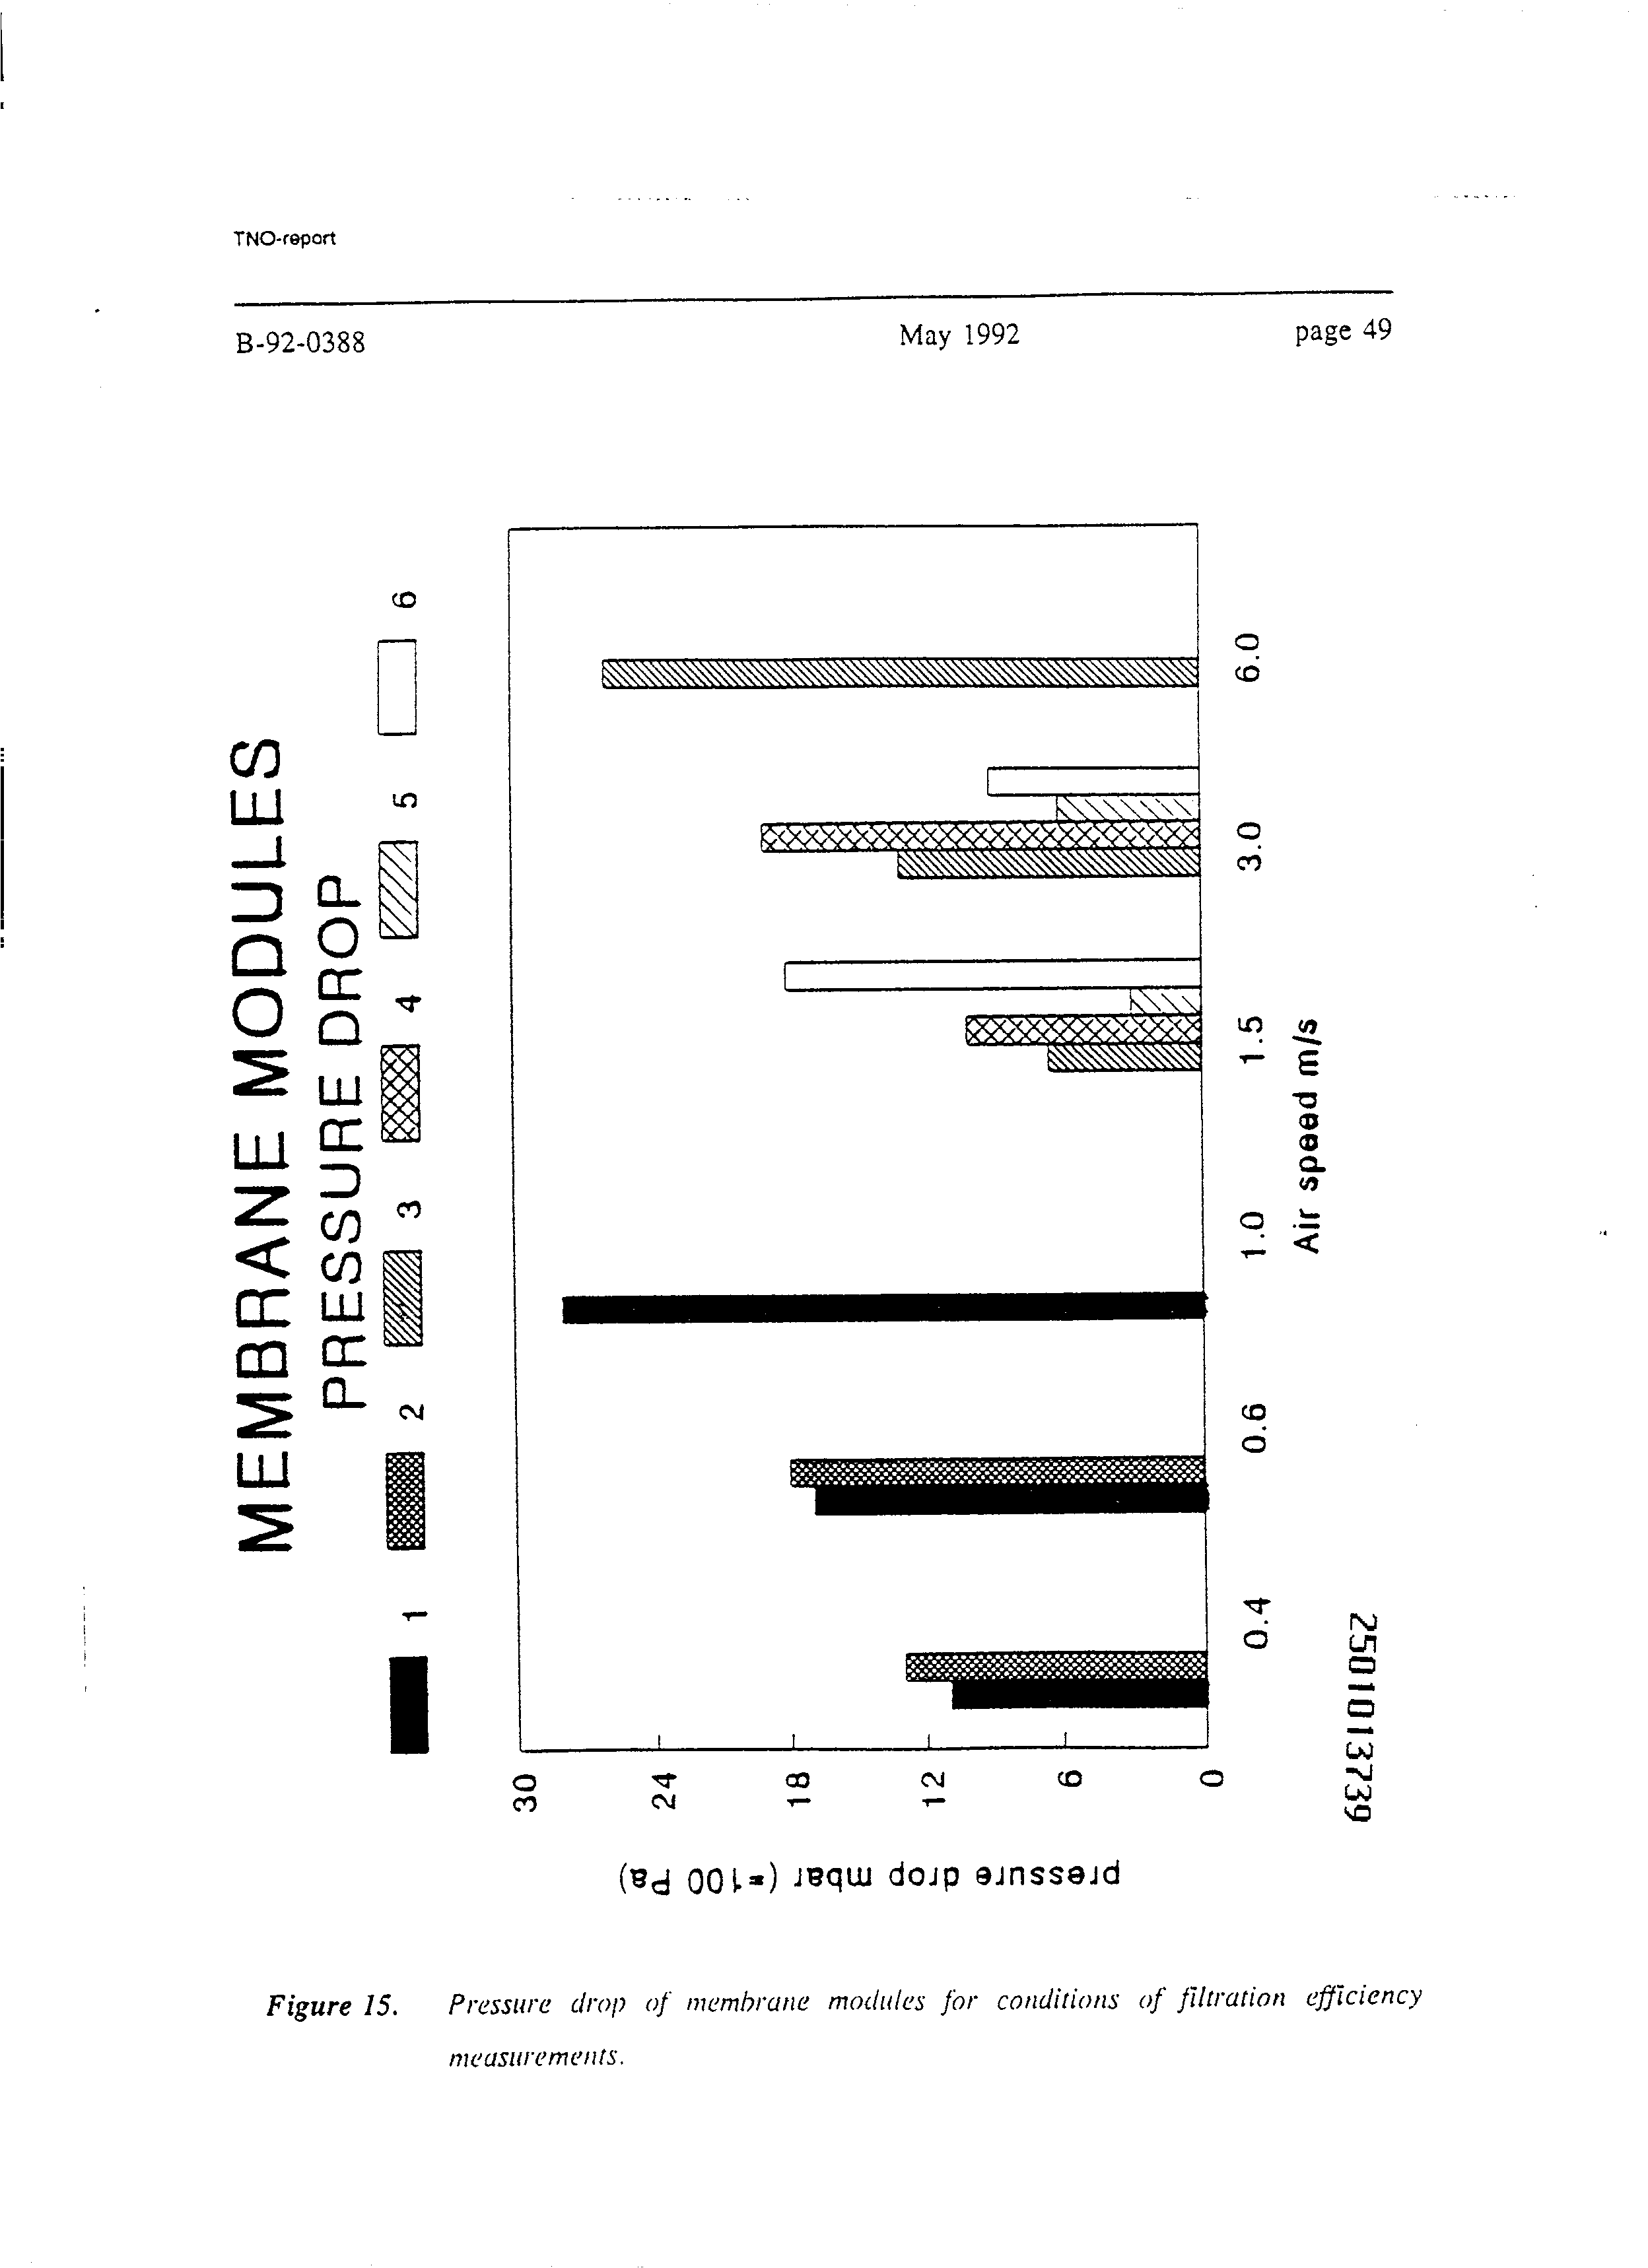 TNO-report
B-92-0388 May 1992 page 49
MEMBRANE MODULES
PRESSURE DROP
1 2 3 4 5 6
pressure drop mbar (=100 Pa)
30
24
18
12
6
0
0.4 0.6 1.0 1.5 3.0 6.0
Air speed m/s
2501013739
Figure 15. Pressure drop of membrane modules for conditions of filtration efficiency
measurements.